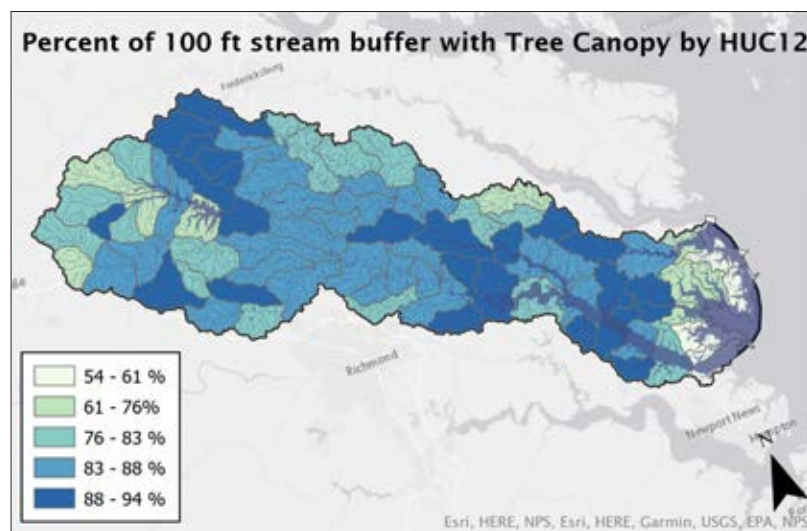 Percent of 100 ft stream buffer with Tree Canopy by HUC12
Fredericksburg
64
Richmond
54 - 61 %
61 - 76%
76 - 83 %
83 - 88 %
88 - 94 %
Newport News
Hampton
N
Esri, HERE, NPS, Esri, HERE, Garmin, USGS, EPA, NPS